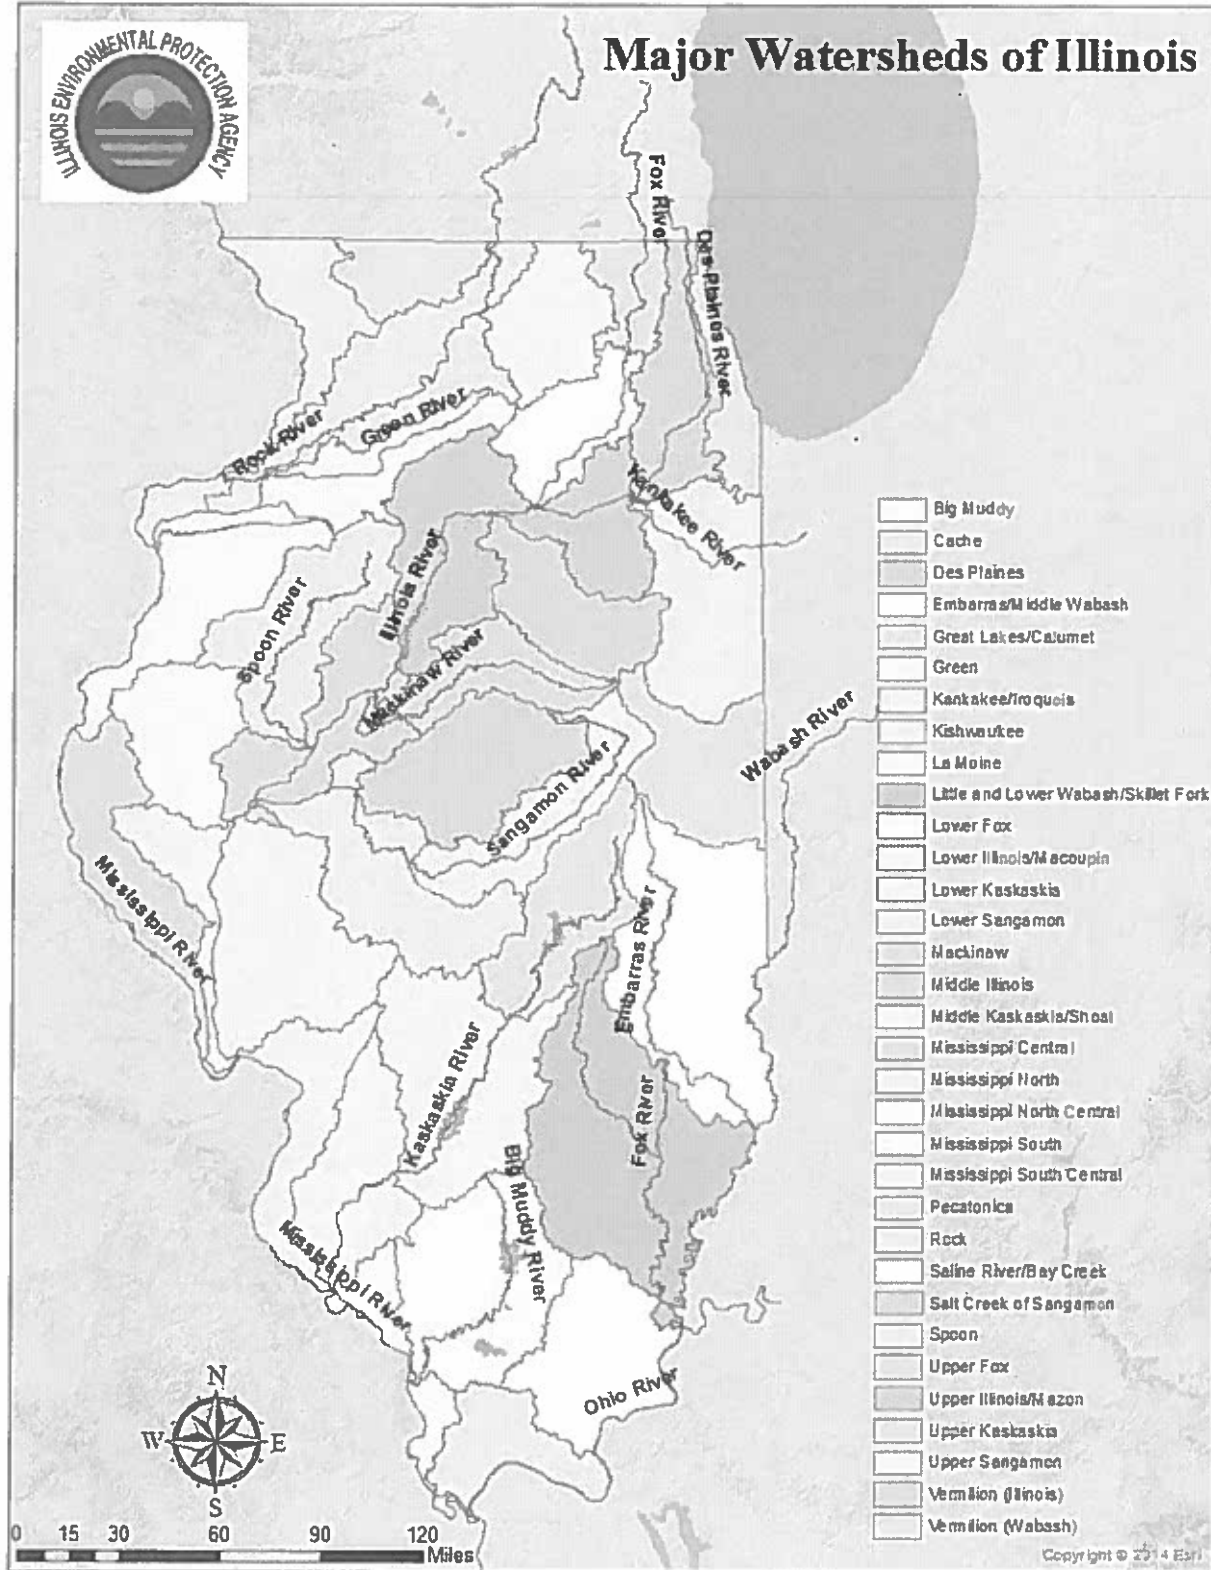 Major Watersheds of Illinois
ILLINOIS ENVIRONMENTAL PROTECTION AGENCY
Fox River
Des Plaines River
Rock River
Green River
Kankakee River
Illinois River
Spoon River
Mackinaw River
Wabash River
Sangamon River
Mississippi River
Embarras River
Kaskaskia River
Fox River
Big Muddy River
Mississippi River
Ohio River
Big Muddy
Cache
Des Plaines
Embarras/Middle Wabash
Great Lakes/Calumet
Green
Kankakee/Iroquois
Kishwaukee
La Moine
Little and Lower Wabash/Skillet Fork
Lower Fox
Lower Illinois/Macoupin
Lower Kaskaskia
Lower Sangamon
Mackinaw
Middle Illinois
Middle Kaskaskia/Shoal
Mississippi Central
Mississippi North
Mississippi North Central
Mississippi South
Mississippi South Central
Pecatonica
Rock
Saline River/Bay Creek
Salt Creek of Sangamon
Spoon
Upper Fox
Upper Illinois/Mazon
Upper Kaskaskia
Upper Sangamon
Vermilion (Illinois)
Vermilion (Wabash)
N
W E
S
0 15 30 60 90 120
Miles
Copyright © 2014 Esri